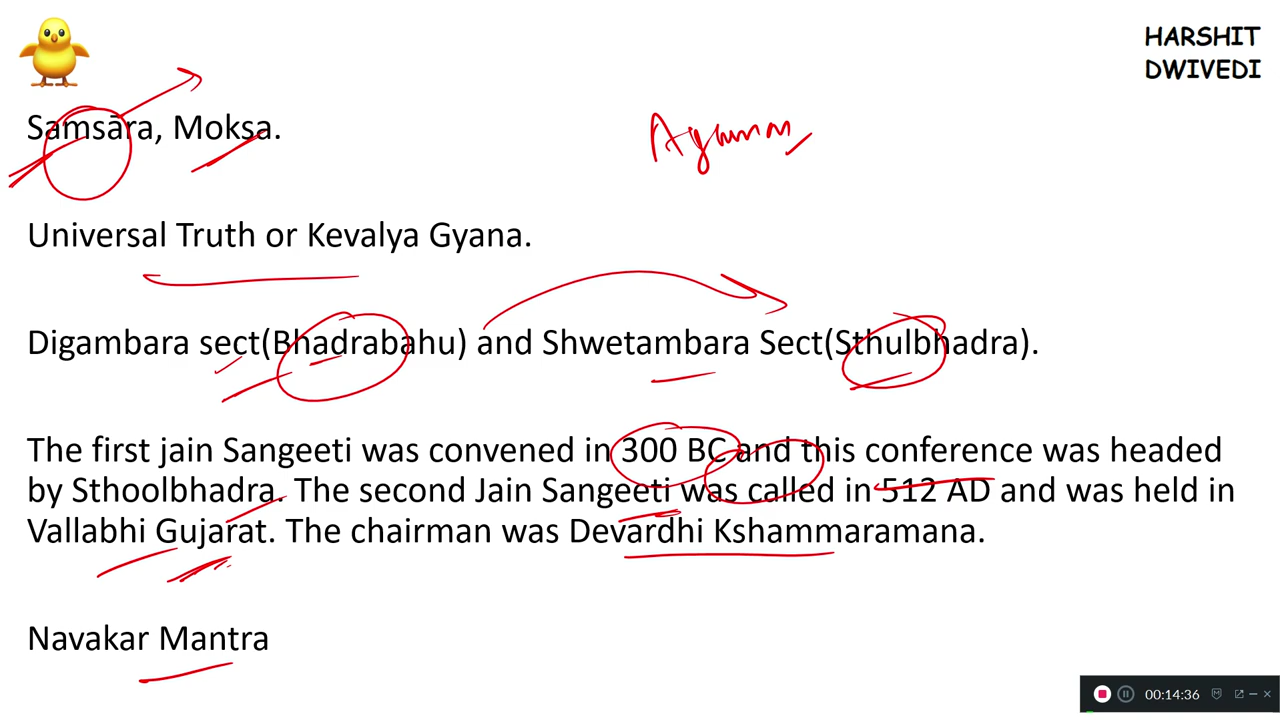 HARSHIT
DWIVEDI
Samsāra, Moksa.
Universal Truth or Kevalya Gyana.
Digambara sect(Bhadrabahu) and Shwetambara Sect(Sthulbhadra).
The first jain Sangeeti was convened in 300 BC and this conference was headed
by Sthoolbhadra. The second Jain Sangeeti was called in 512 AD and was held in
Vallabhi Gujarat. The chairman was Devardhi Kshammaramana.
Navakar Mantra
00:14:36